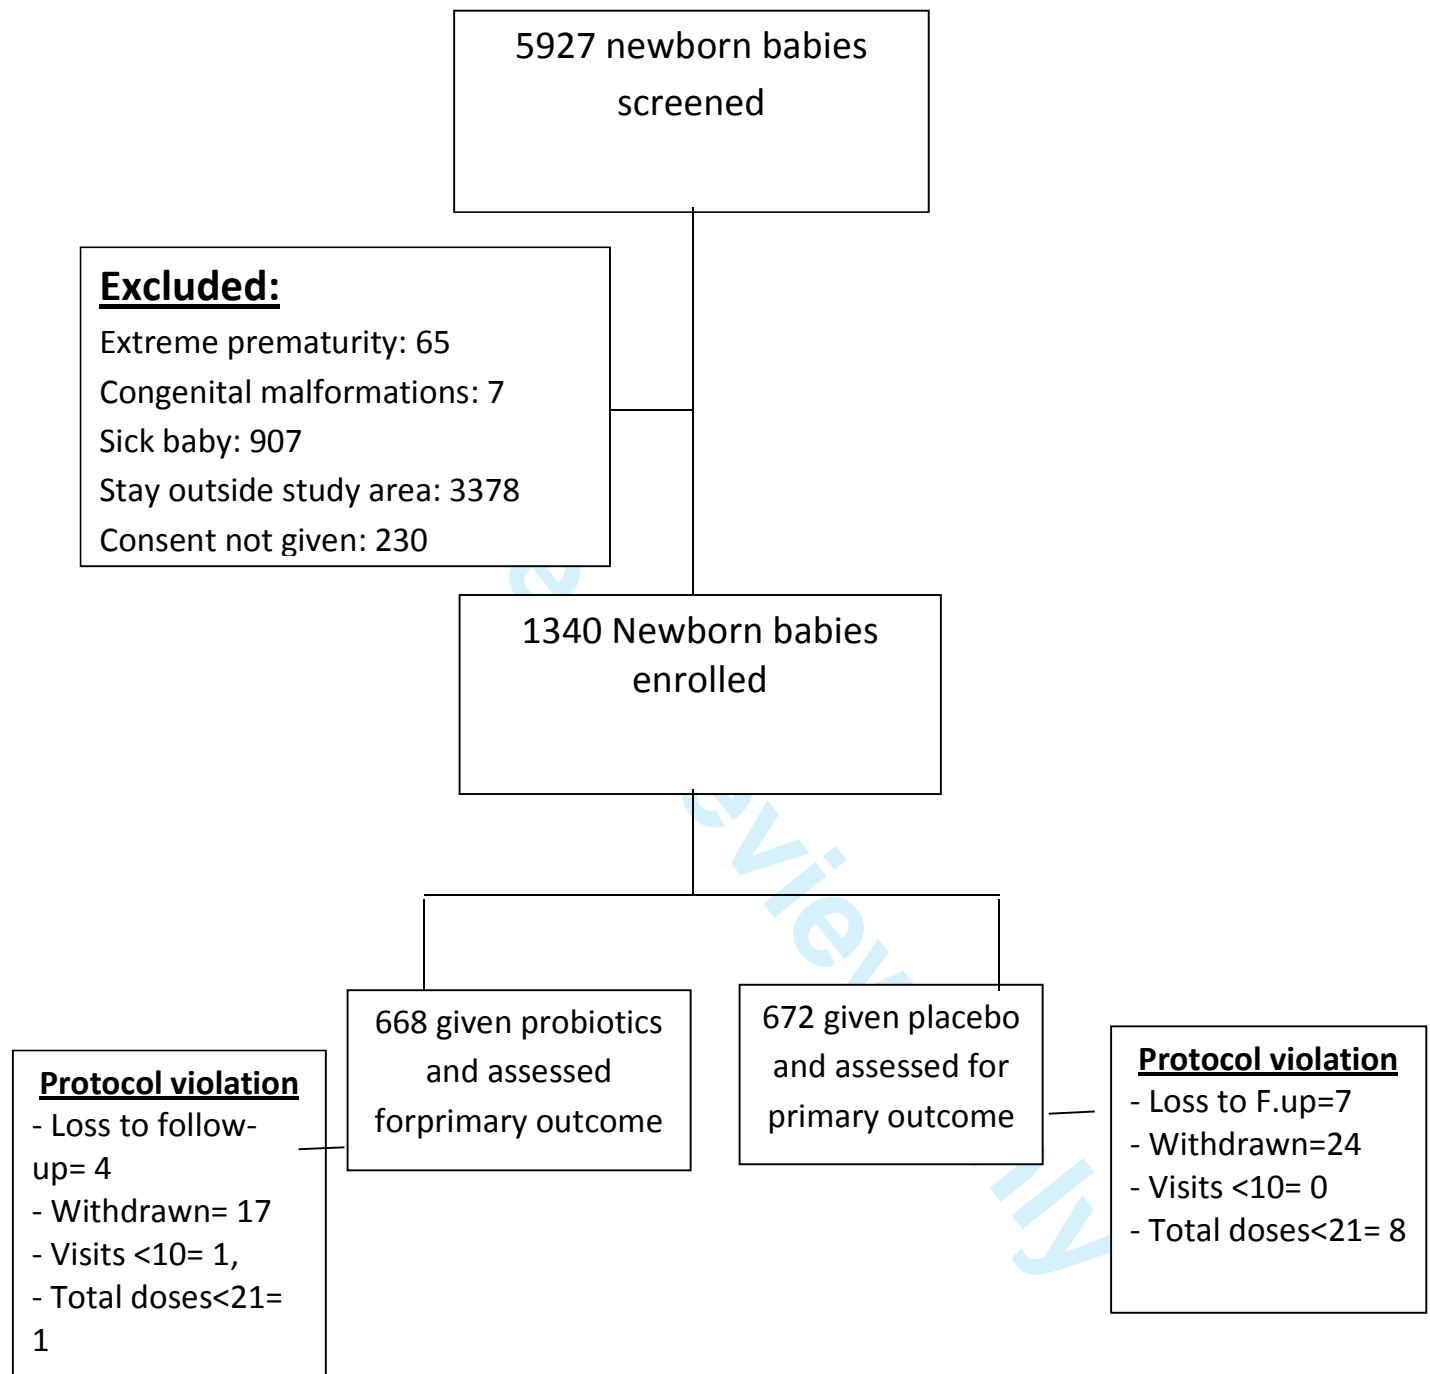 5927 newborn babies
screened
Excluded:
Extreme prematurity: 65
Congenital malformations: 7
Sick baby: 907
Stay outside study area: 3378
Consent not given: 230
1340 Newborn babies
enrolled
668 given probiotics
and assessed
forprimary outcome
672 given placebo
and assessed for
primary outcome
Protocol violation
- Loss to follow-
up= 4
- Withdrawn= 17
- Visits <10= 1,
- Total doses<21=
1
Protocol violation
- Loss to F.up=7
- Withdrawn=24
- Visits <10= 0
- Total doses<21= 8